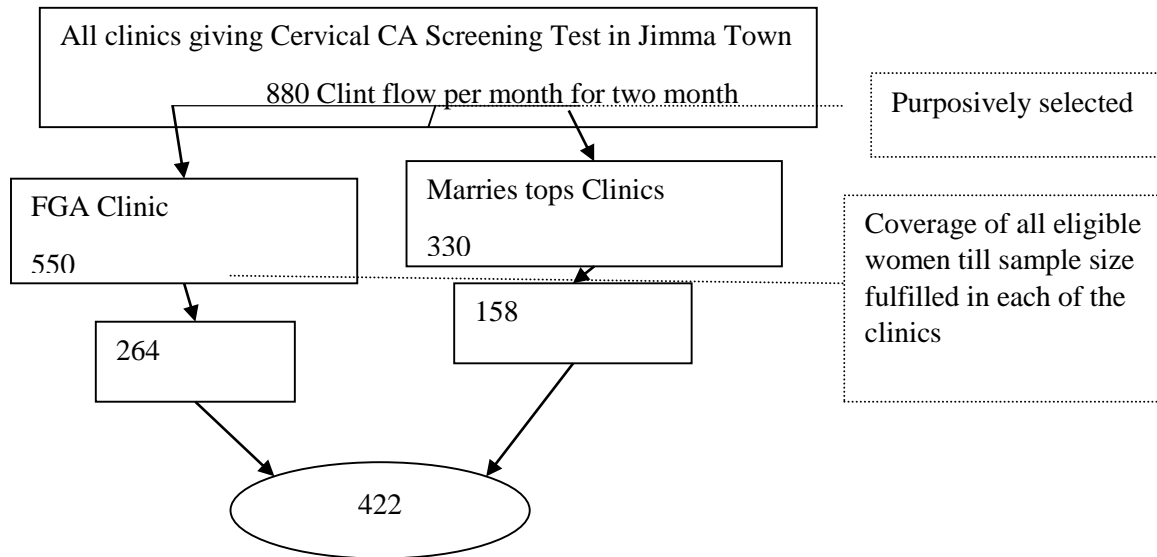 All clinics giving Cervical CA Screening Test in Jimma Town
880 Clint flow per month for two month
Purposively selected
FGA Clinic
550
Marries tops Clinics
330
Coverage of all eligible
women till sample size
fulfilled in each of the
clinics
264
158
422